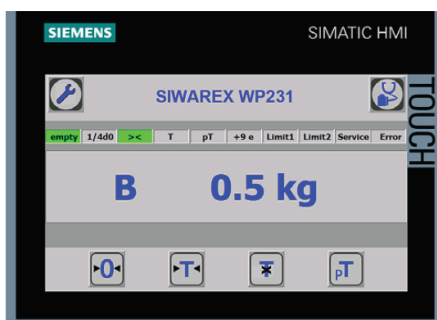 SIEMENS SIMATIC HMI
TOUCH
SIWAREX WP231
empty 1/4d0 >< T pT +9 e Limit1 Limit2 Service Error
B 0.5 kg
0 T T pT